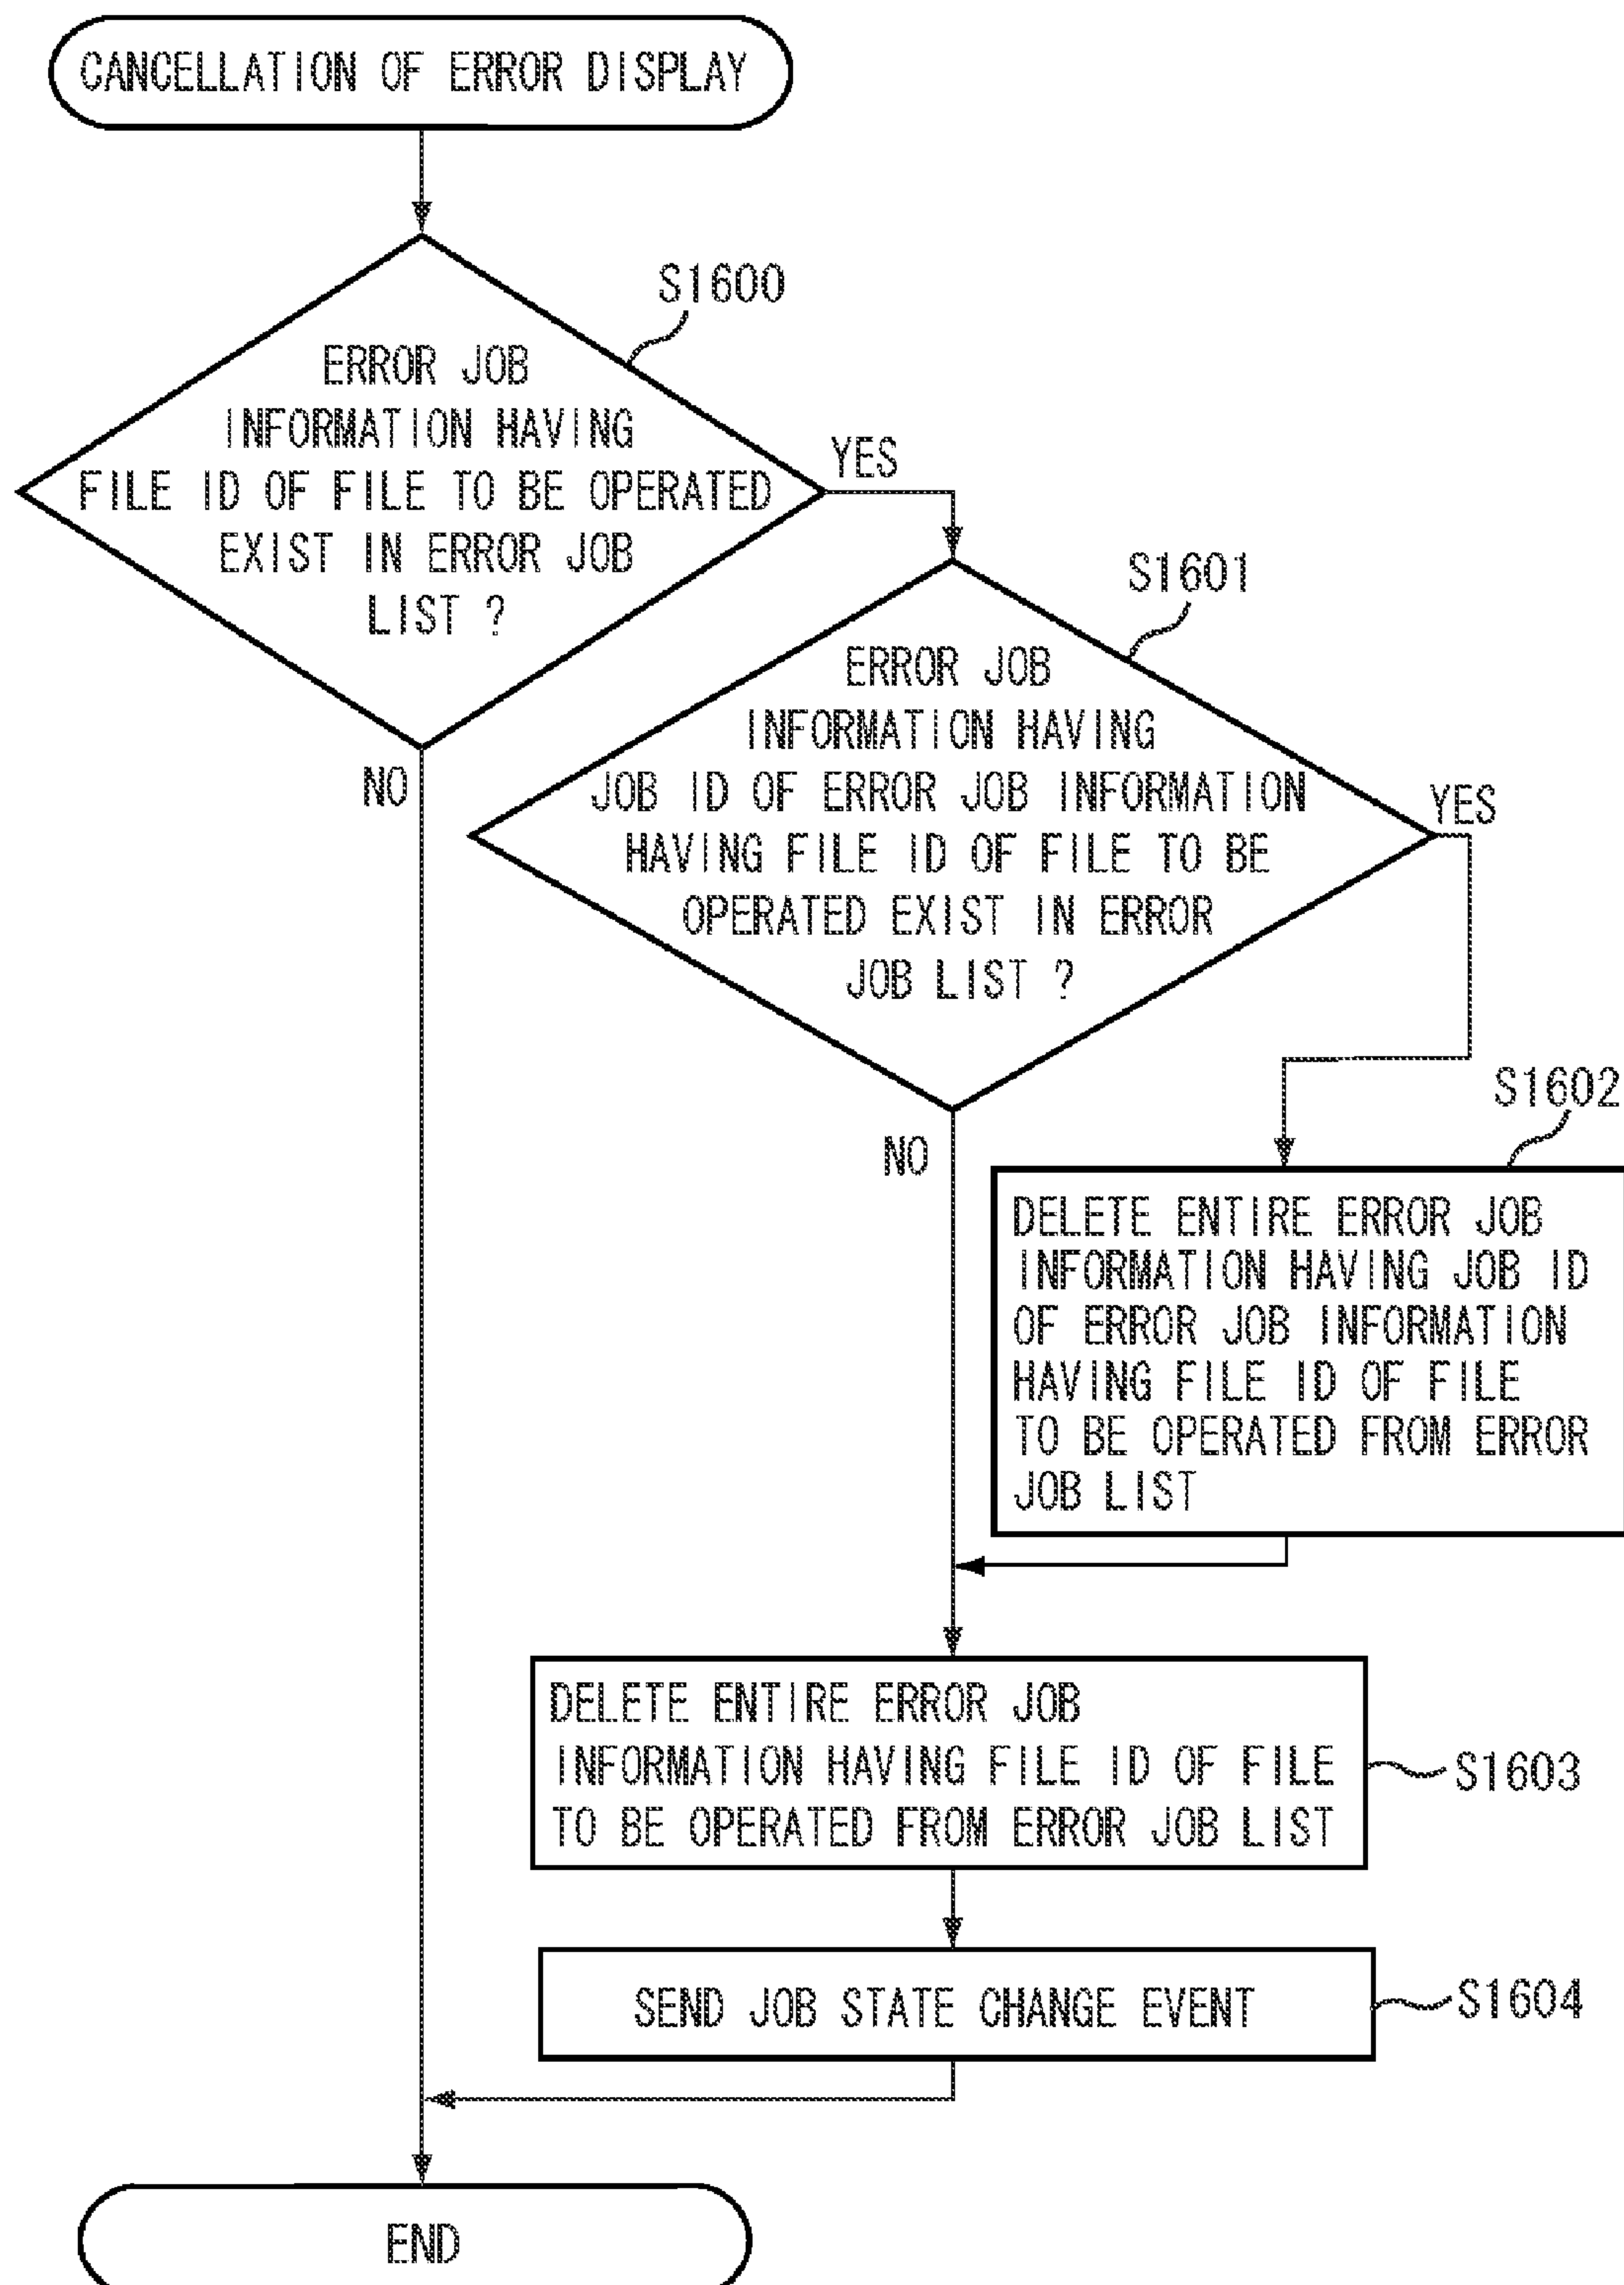 CANCELLATION OF ERROR DISPLAY
S1600
ERROR JOB
INFORMATION HAVING
FILE ID OF FILE TO BE OPERATED
EXIST IN ERROR JOB
LIST ?
YES
NO
S1601
ERROR JOB
INFORMATION HAVING
JOB ID OF ERROR JOB INFORMATION
HAVING FILE ID OF FILE TO BE
OPERATED EXIST IN ERROR
JOB LIST ?
YES
NO
S1602
DELETE ENTIRE ERROR JOB
INFORMATION HAVING JOB ID
OF ERROR JOB INFORMATION
HAVING FILE ID OF FILE
TO BE OPERATED FROM ERROR
JOB LIST
DELETE ENTIRE ERROR JOB
INFORMATION HAVING FILE ID OF FILE
TO BE OPERATED FROM ERROR JOB LIST
S1603
SEND JOB STATE CHANGE EVENT
S1604
END